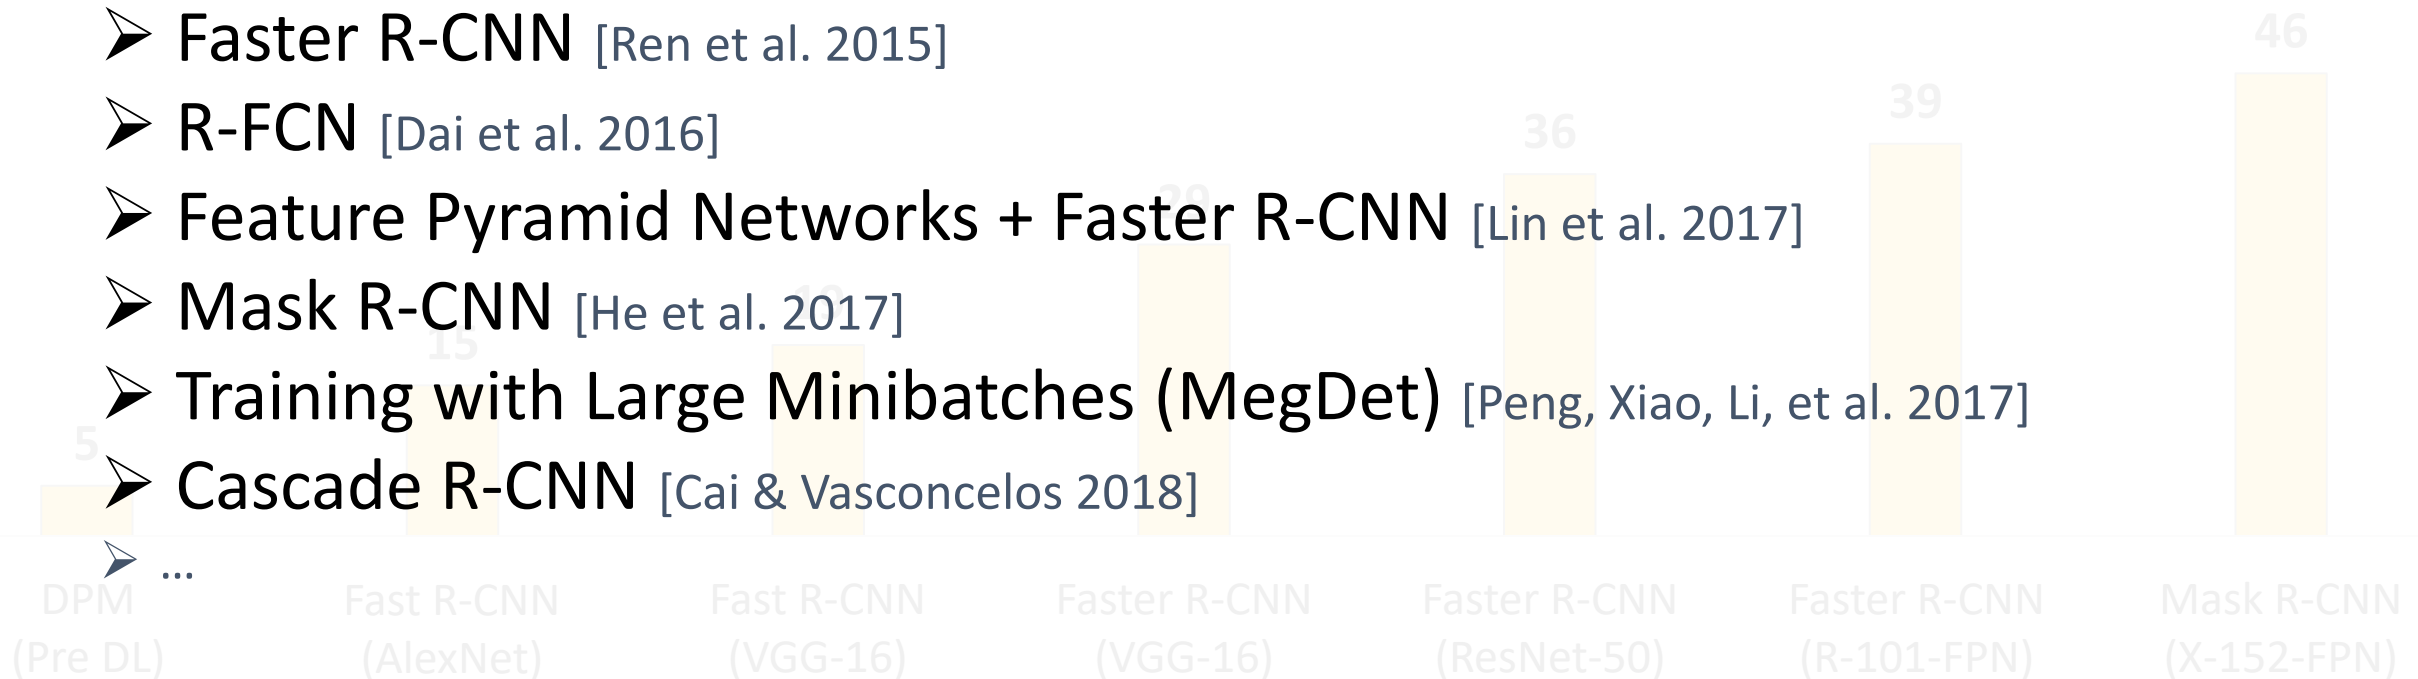 ➢ Faster R-CNN [Ren et al. 2015]
46
➢ R-FCN [Dai et al. 2016]
36
39
➢ Feature Pyramid Networks + Faster R-CNN [Lin et al. 2017]
29
➢ Mask R-CNN [He et al. 2017]
19
15
➢ Training with Large Minibatches (MegDet) [Peng, Xiao, Li, et al. 2017]
5
➢ Cascade R-CNN [Cai & Vasconcelos 2018]
➢ ...
DPM Fast R-CNN Fast R-CNN Faster R-CNN Faster R-CNN Faster R-CNN Mask R-CNN
(Pre DL) (AlexNet) (VGG-16) (VGG-16) (ResNet-50) (R-101-FPN) (X-152-FPN)